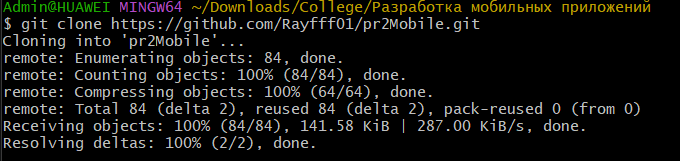 Admin@HUAWEI MINGW64 ~/Downloads/College/Разработка мобильных приложений
$ git clone https://github.com/Rayfff01/pr2Mobile.git
Cloning into 'pr2Mobile'...
remote: Enumerating objects: 84, done.
remote: Counting objects: 100% (84/84), done.
remote: Compressing objects: 100% (64/64), done.
remote: Total 84 (delta 2), reused 84 (delta 2), pack-reused 0 (from 0)
Receiving objects: 100% (84/84), 141.58 KiB | 287.00 KiB/s, done.
Resolving deltas: 100% (2/2), done.